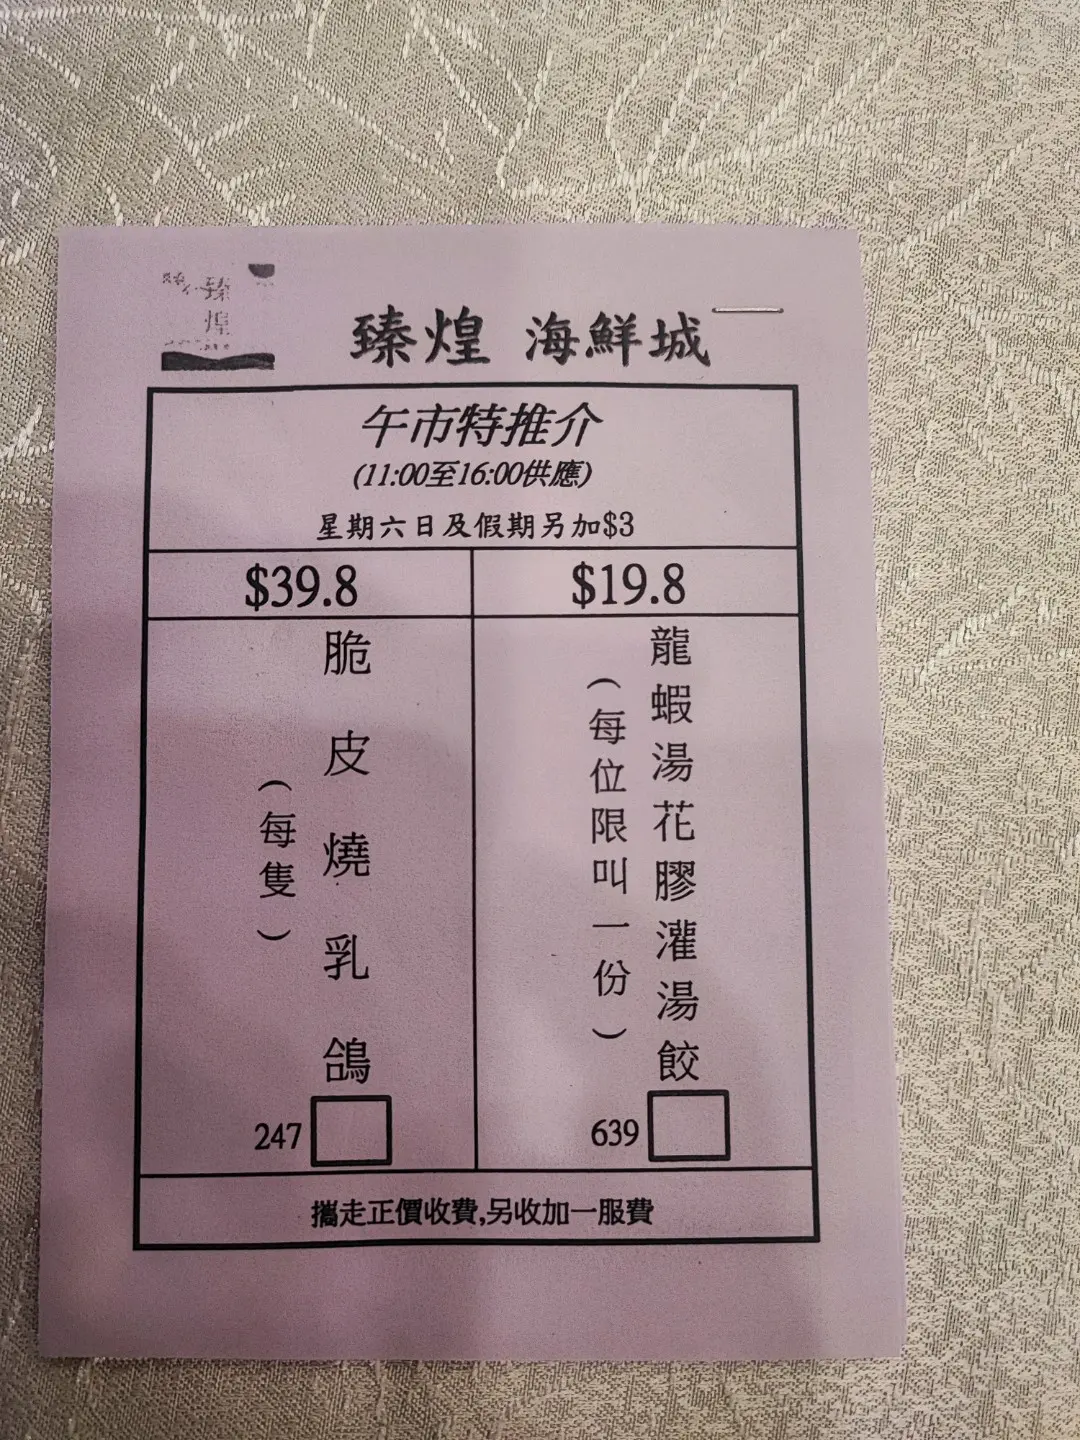 臻煌
臻煌 海鮮城
午市特推介
(11:00至16:00供應)
星期六日及假期另加$3
$39.8
脆皮燒乳鴿
（每隻）
247
$19.8
龍蝦湯花膠灌湯餃
（每位限叫一份）
639
攜走正價收費,另收加一服費